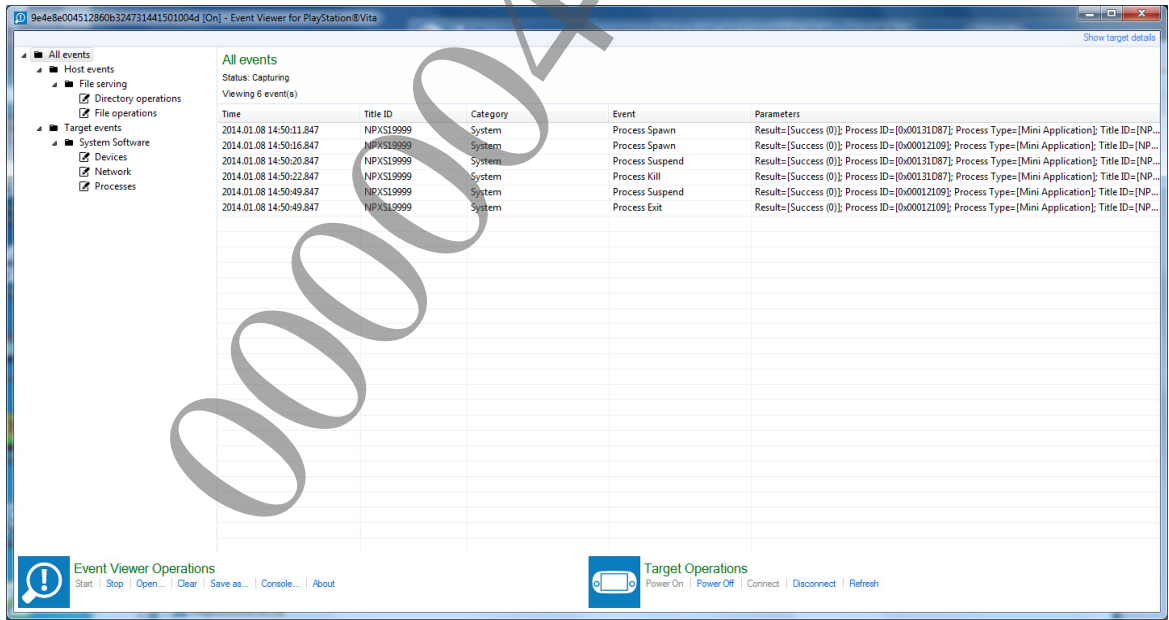 9e4e8e004512860b324731441501004d [On] - Event Viewer for PlayStation®Vita
Show target details
All events
Host events
File serving
Directory operations
File operations
Target events
System Software
Devices
Network
Processes
All events
Status: Capturing
Viewing 6 event(s)
Time Title ID Category Event Parameters
2014.01.08 14:50:11.847 NPXS19999 System Process Spawn Result=[Success (0)]; Process ID=[0x00131D87]; Process Type=[Mini Application]; Title ID=[NP...
2014.01.08 14:50:16.847 NPXS19999 System Process Spawn Result=[Success (0)]; Process ID=[0x00012109]; Process Type=[Mini Application]; Title ID=[NP...
2014.01.08 14:50:20.847 NPXS19999 System Process Suspend Result=[Success (0)]; Process ID=[0x00131D87]; Process Type=[Mini Application]; Title ID=[NP...
2014.01.08 14:50:22.847 NPXS19999 System Process Kill Result=[Success (0)]; Process ID=[0x00131D87]; Process Type=[Mini Application]; Title ID=[NP...
2014.01.08 14:50:49.847 NPXS19999 System Process Suspend Result=[Success (0)]; Process ID=[0x00012109]; Process Type=[Mini Application]; Title ID=[NP...
2014.01.08 14:50:49.847 NPXS19999 System Process Exit Result=[Success (0)]; Process ID=[0x00012109]; Process Type=[Mini Application]; Title ID=[NP...
000004
Event Viewer Operations
Start | Stop | Open... | Clear | Save as... | Console... | About
Target Operations
Power On | Power Off | Connect | Disconnect | Refresh